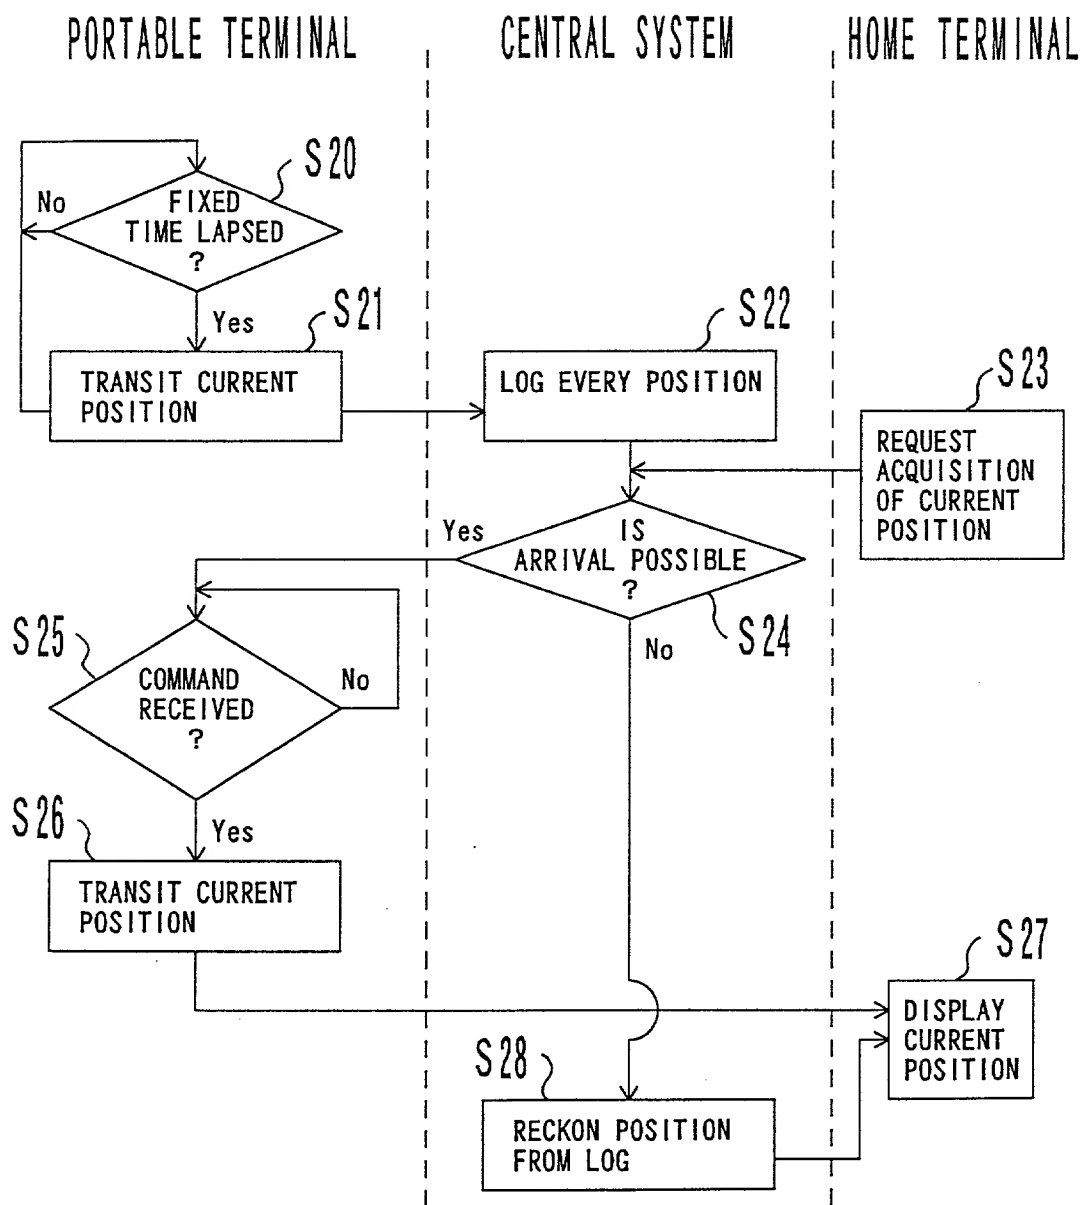 PORTABLE TERMINAL
CENTRAL SYSTEM
HOME TERMINAL
S20
No
FIXED
TIME LAPSED
?
Yes
S21
TRANSIT CURRENT
POSITION
S22
LOG EVERY POSITION
S23
REQUEST
ACQUISITION
OF CURRENT
POSITION
Yes
IS
ARRIVAL POSSIBLE
?
S24
No
S25
COMMAND
RECEIVED
?
No
Yes
S26
TRANSIT CURRENT
POSITION
S27
DISPLAY
CURRENT
POSITION
S28
RECKON POSITION
FROM LOG